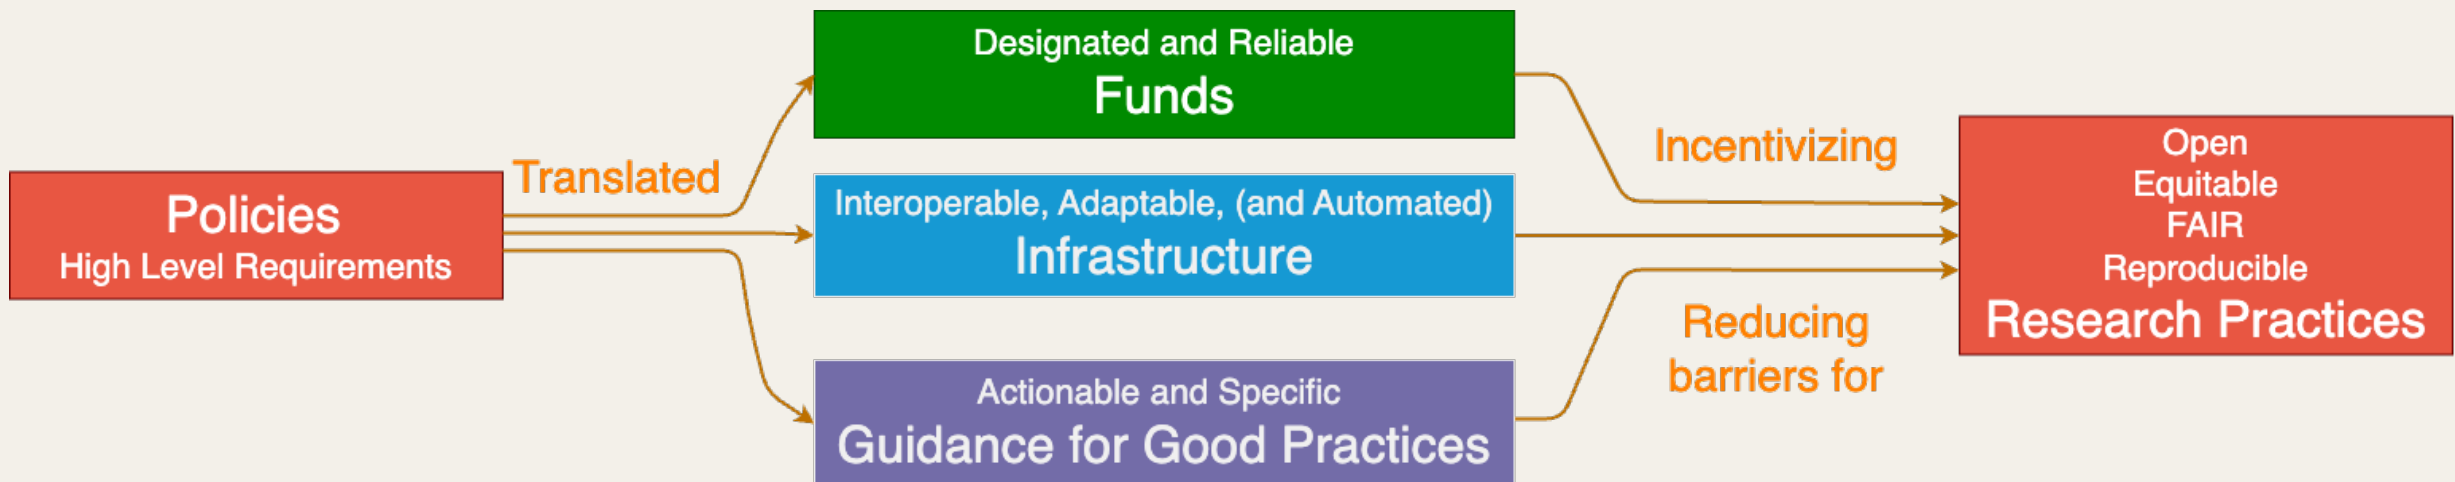 Policies
High Level Requirements
Translated
Designated and Reliable
Funds
Interoperable, Adaptable, (and Automated)
Infrastructure
Actionable and Specific
Guidance for Good Practices
Incentivizing
Reducing
barriers for
Open
Equitable
FAIR
Reproducible
Research Practices